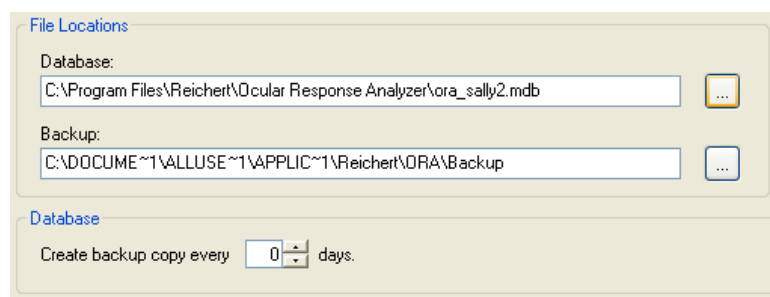 File Locations
Database:
C:\Program Files\Reichert\Ocular Response Analyzer\ora_sally2.mdb
...
Backup:
C:\DOCUME~1\ALLUSE~1\APPLIC~1\Reichert\ORA\Backup
...
Database
Create backup copy every 0 days.